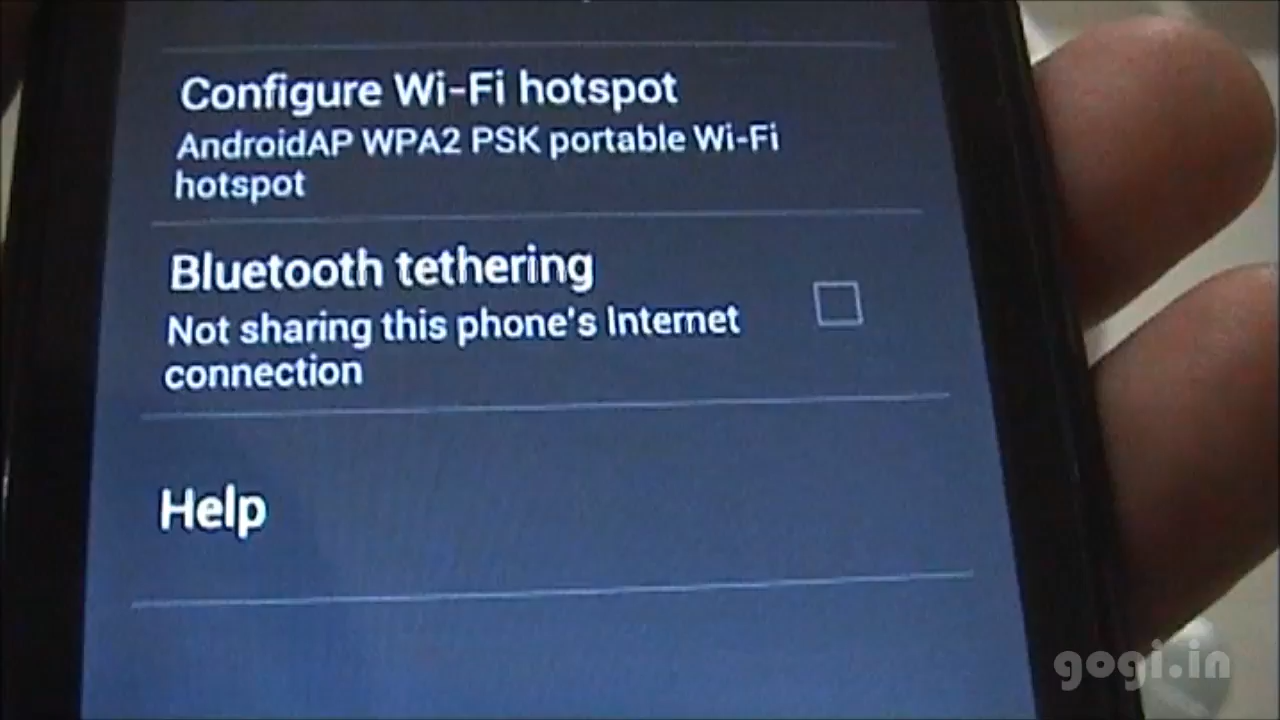 Configure Wi-Fi hotspot
AndroidAP WPA2 PSK portable Wi-Fi
hotspot
Bluetooth tethering
Not sharing this phone's Internet
connection
Help
gogi.in